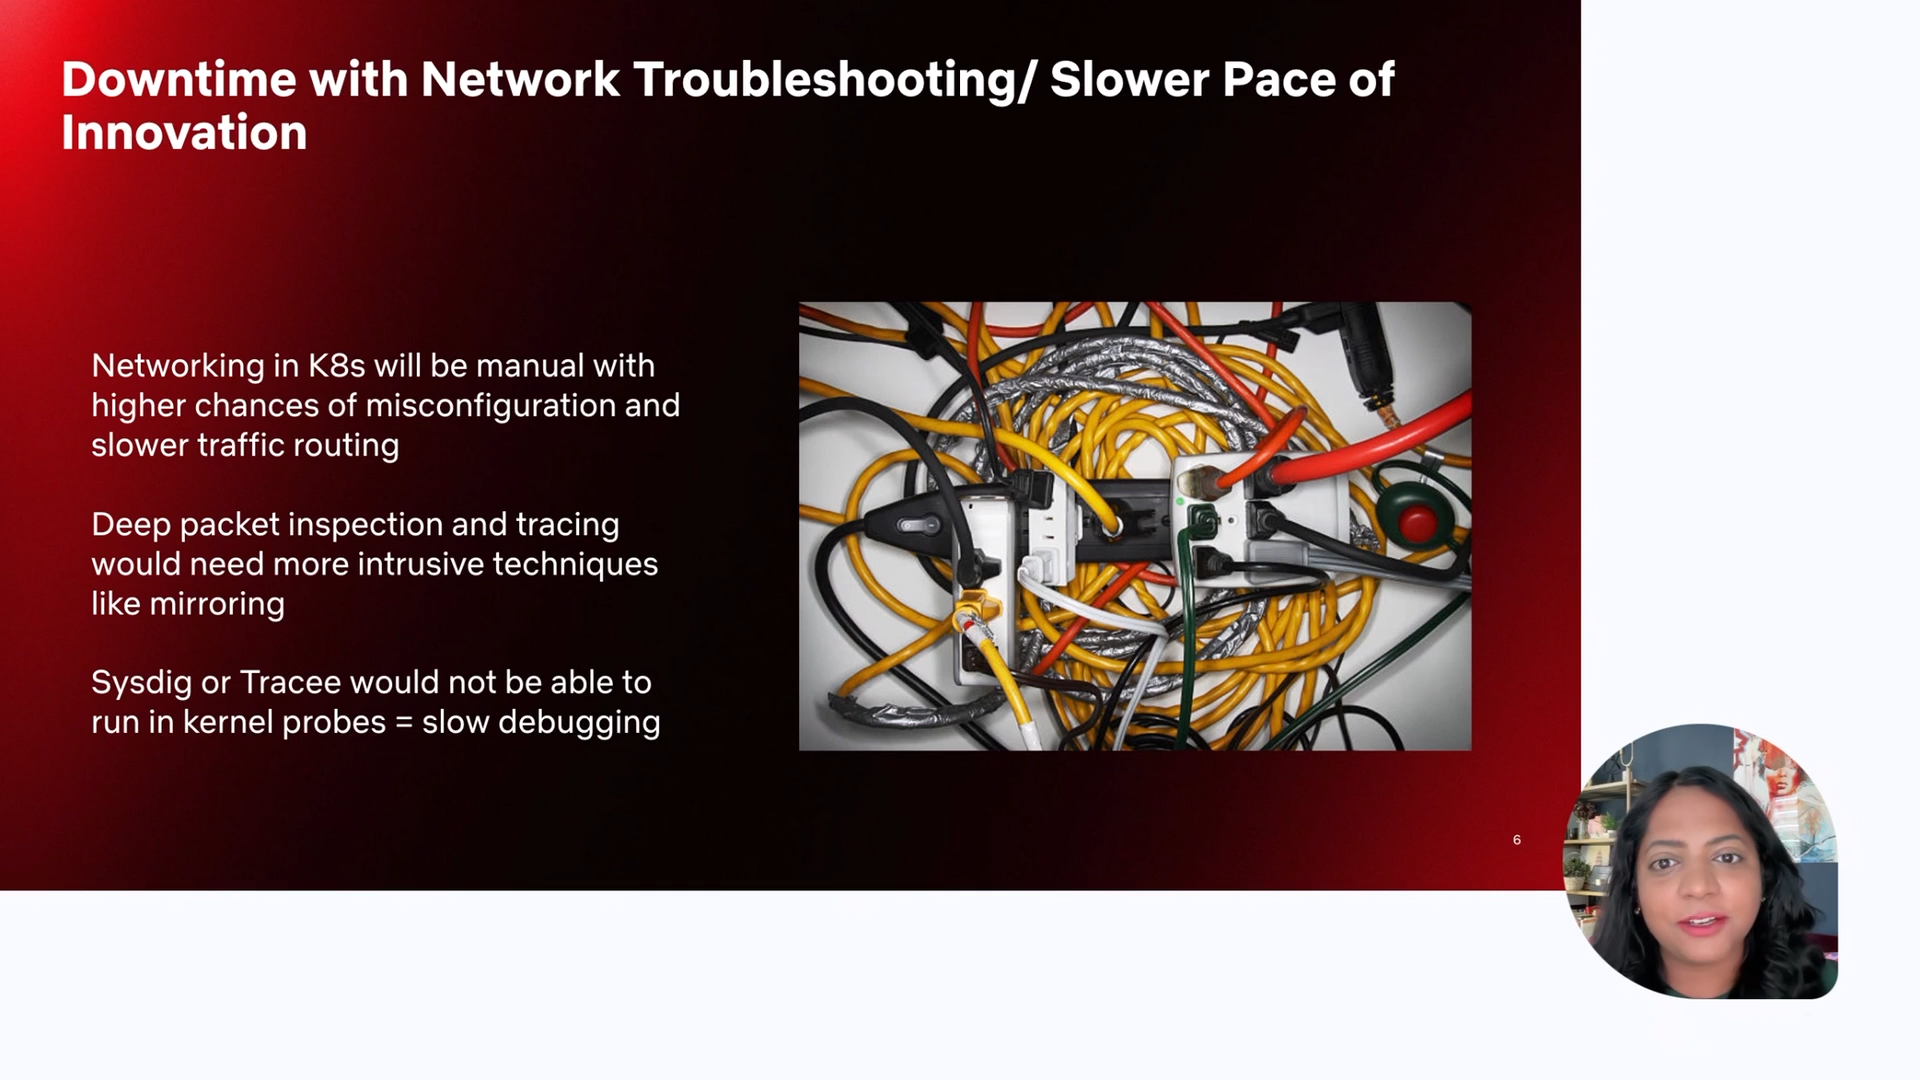 Downtime with Network Troubleshooting/ Slower Pace of
Innovation
Networking in K8s will be manual with
higher chances of misconfiguration and
slower traffic routing
Deep packet inspection and tracing
would need more intrusive techniques
like mirroring
Sysdig or Tracee would not be able to
run in kernel probes = slow debugging
6